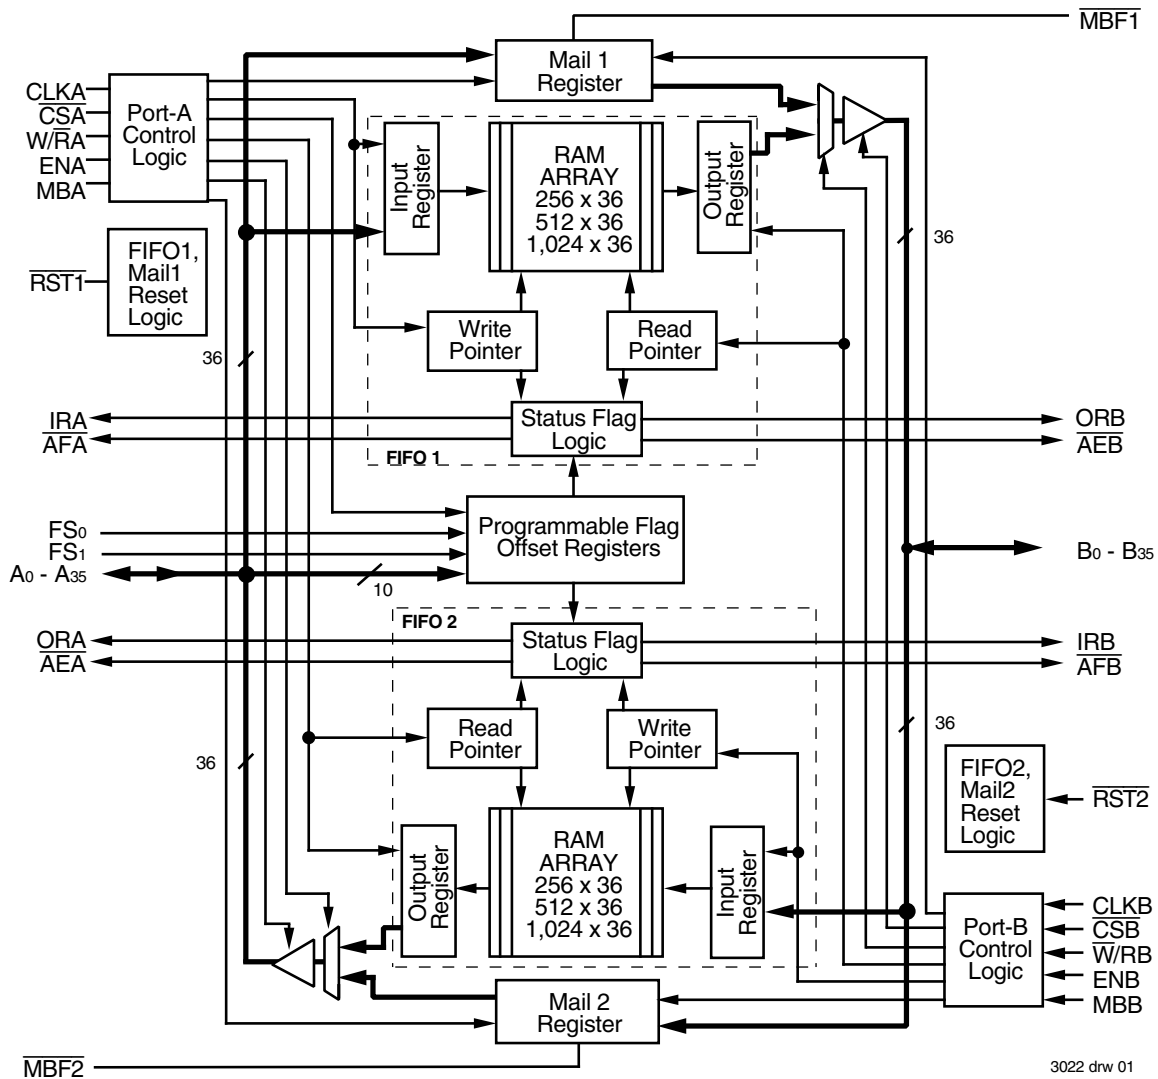 MBF1
Mail 1
Register
CLKA
CSA
W/RA
ENA
MBA
Port-A
Control
Logic
Input
Register
RAM
ARRAY
256 x 36
512 x 36
1,024 x 36
Output
Register
36
RST1
FIFO1,
Mail1
Reset
Logic
Write
Pointer
Read
Pointer
36
IRA
AFA
Status Flag
Logic
ORB
AEB
FIFO 1
FS0
FS1
A0 - A35
Programmable Flag
Offset Registers
10
B0 - B35
FIFO 2
ORA
AEA
Status Flag
Logic
IRB
AFB
Read
Pointer
Write
Pointer
36
36
FIFO2,
Mail2
Reset
Logic
RST2
Output
Register
RAM
ARRAY
256 x 36
512 x 36
1,024 x 36
Input
Register
Port-B
Control
Logic
CLKB
CSB
W/RB
ENB
MBB
Mail 2
Register
MBF2
3022 drw 01